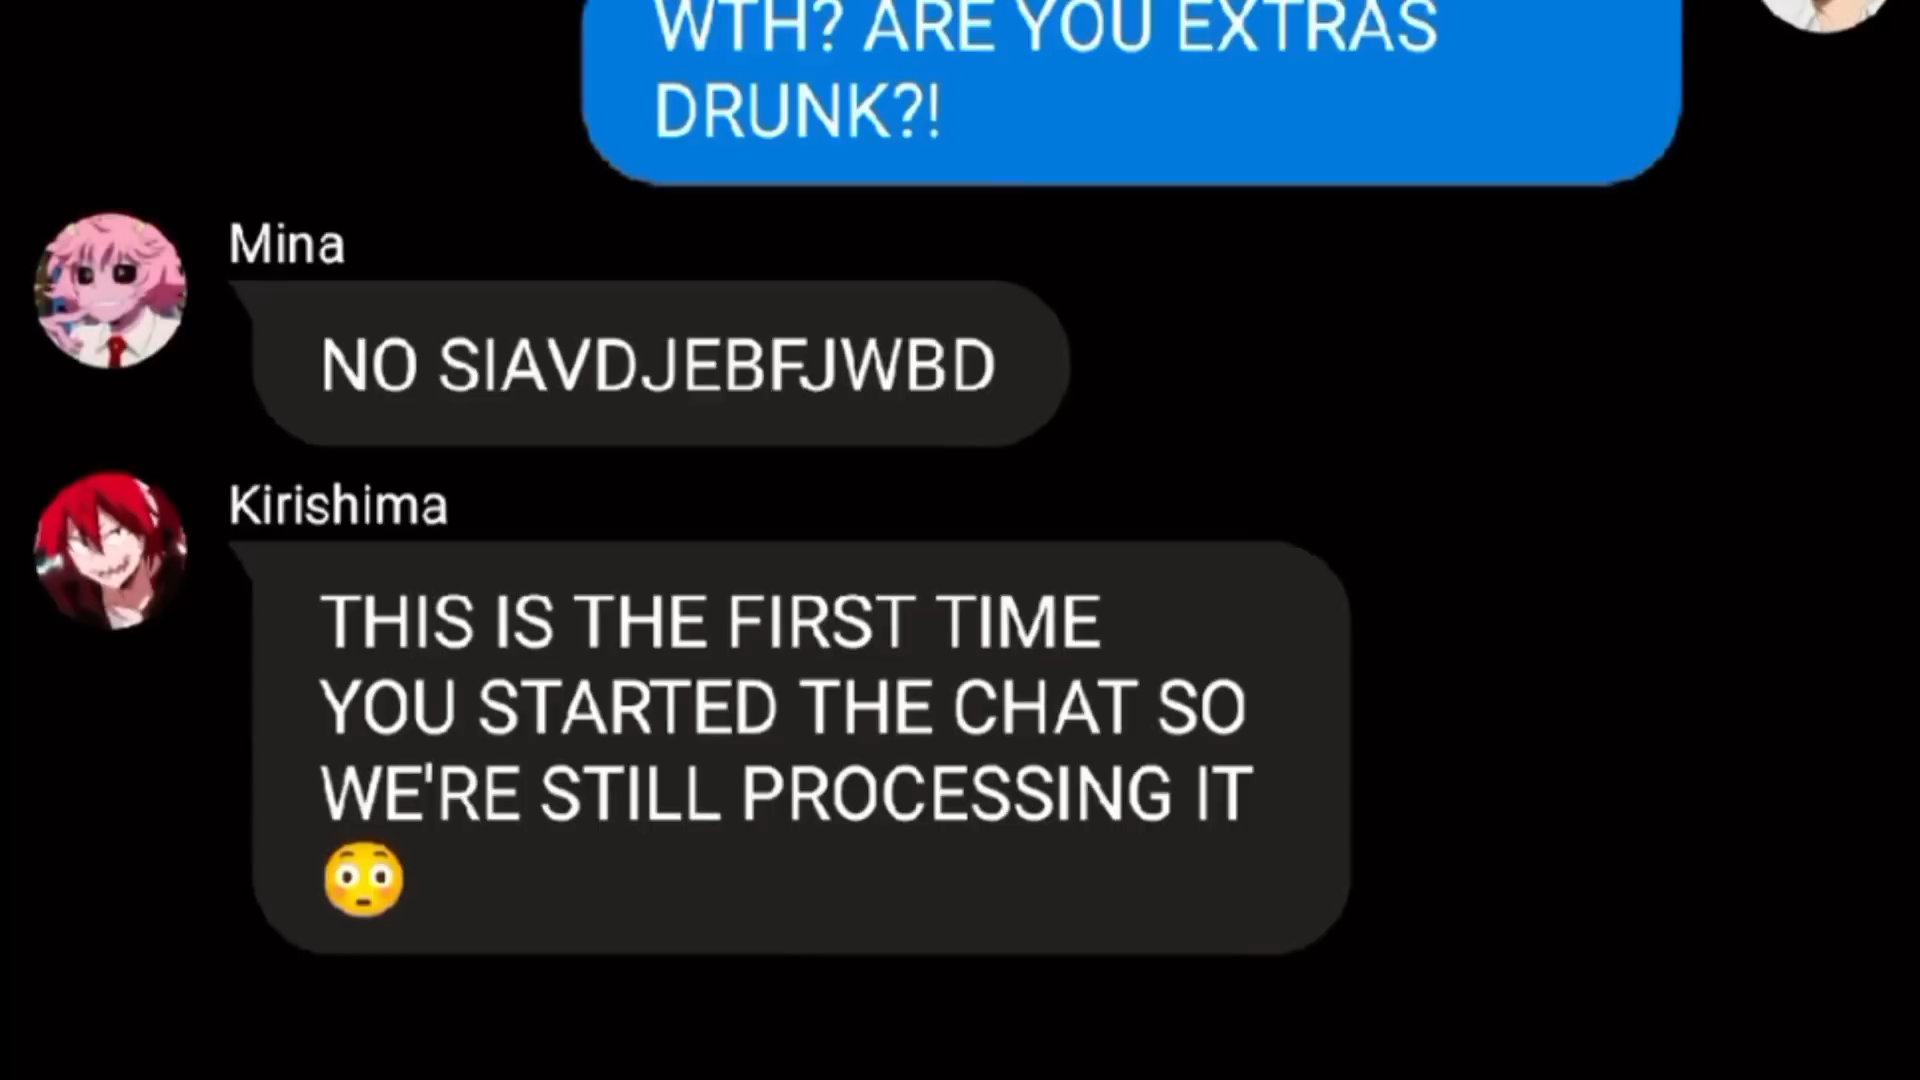 WTH? ARE YOU EXTRAS
DRUNK?!
Mina
NO SIAVDJEBFJWBD
Kirishima
THIS IS THE FIRST TIME
YOU STARTED THE CHAT SO
WE'RE STILL PROCESSING IT
😳